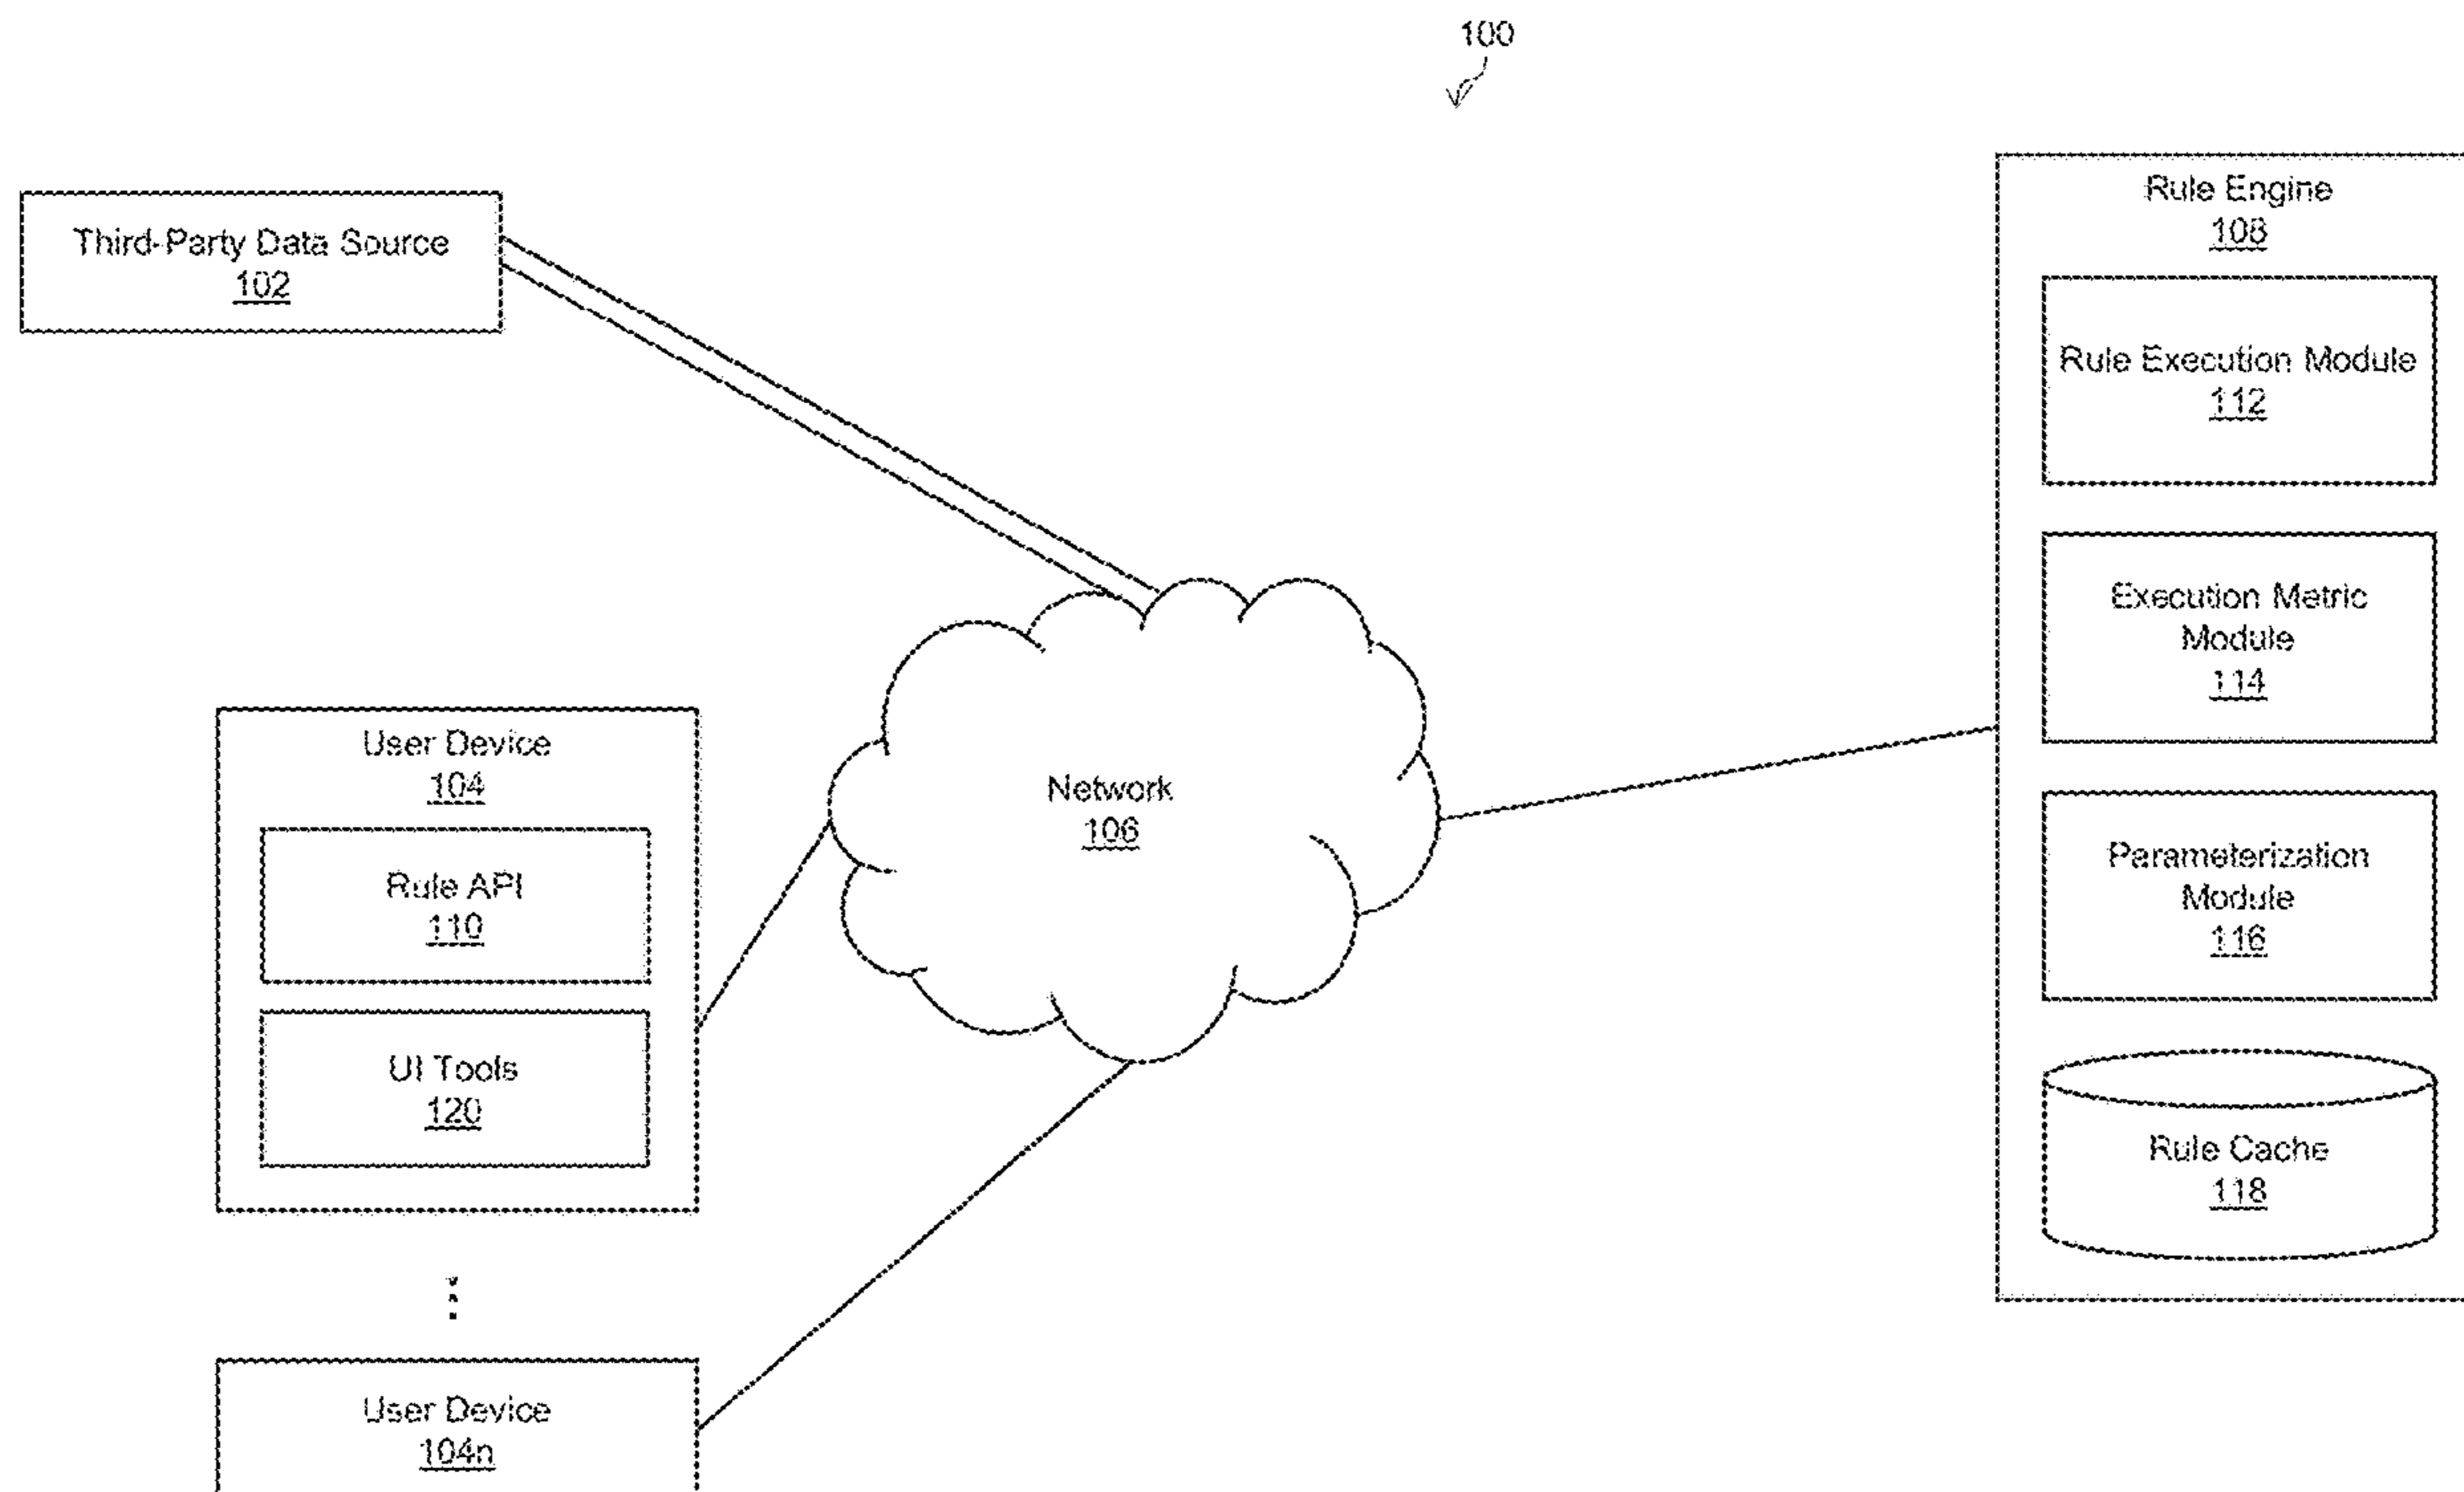 100
Third-Party Data Source
102
Rule Engine
108
Rule Execution Module
112
Execution Metric
Module
114
Parameterization
Module
116
Rule Cache
118
Network
106
User Device
104
Rule API
110
UI Tools
120
User Device
104n